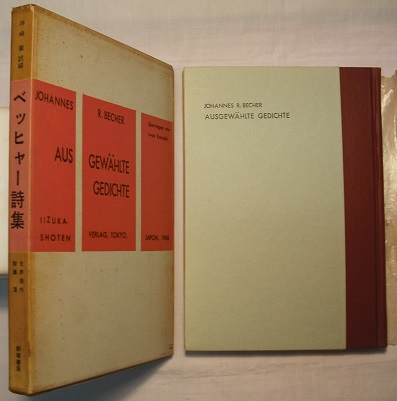 ベッヒャー詩集
JOHANNES
R. BECHER
AUS
GEWÄHLTE
GEDICHTE
IIZUKA
SHOTEN
VERLAG, TOKYO,
JAPON, 1968
JOHANNES R. BECHER
AUSGEWÄHLTE GEDICHTE